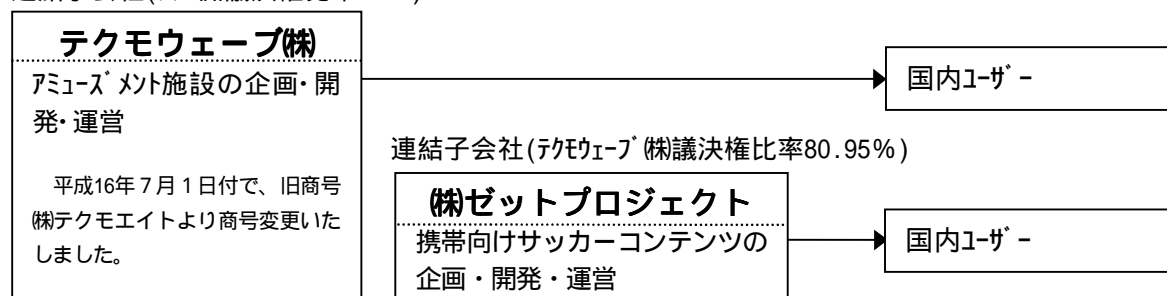 テクモウェーブ㈱
ｱﾐｭｰｽﾞﾒﾝﾄ施設の企画・開
発・運営
国内ﾕｰｻﾞｰ
連結子会社(ﾃｸﾓｳｪｰﾌﾞ㈱議決権比率80.95%)
平成16年７月１日付で、旧商号
㈱テクモエイトより商号変更いた
しました。
㈱ゼットプロジェクト
携帯向けサッカーコンテンツの
企画・開発・運営
国内ﾕｰｻﾞｰ